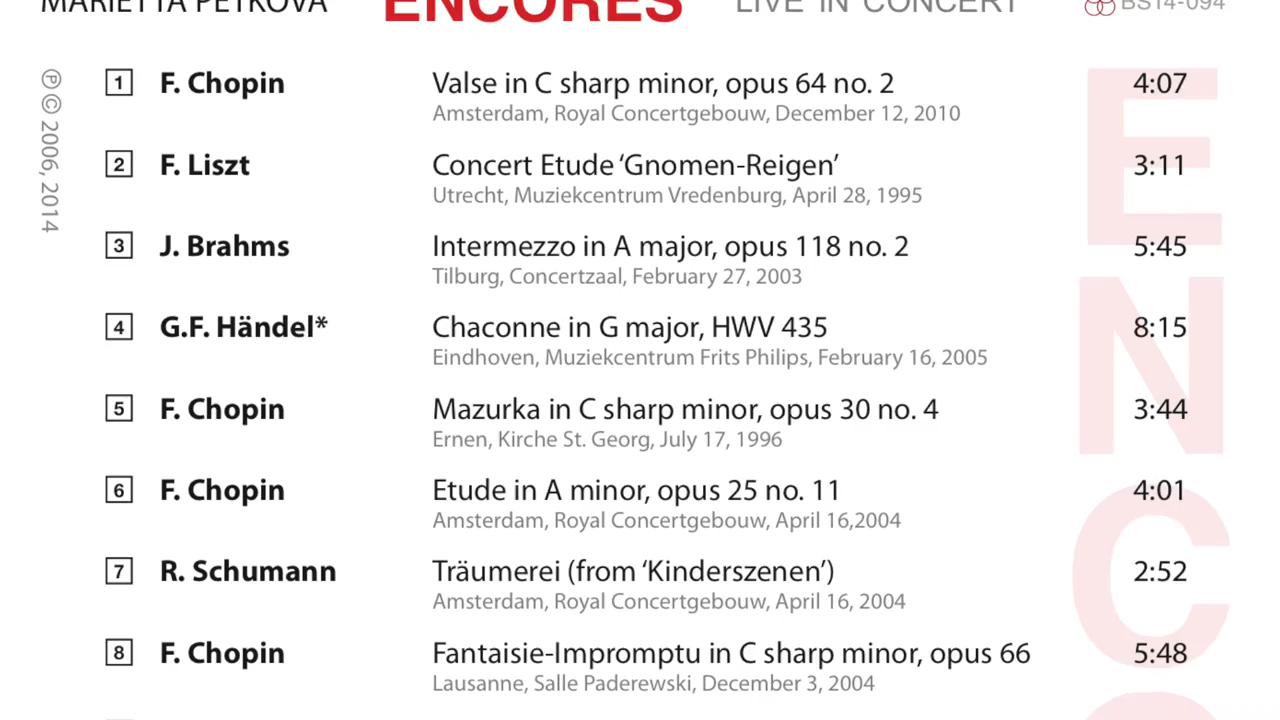 MARIETTA PETKOVA ENCORES LIVE IN CONCERT BS14-094
℗ © 2006, 2014
1 F. Chopin Valse in C sharp minor, opus 64 no. 2 4:07
Amsterdam, Royal Concertgebouw, December 12, 2010
2 F. Liszt Concert Etude ‘Gnomen-Reigen’ 3:11
Utrecht, Muziekcentrum Vredenburg, April 28, 1995
3 J. Brahms Intermezzo in A major, opus 118 no. 2 5:45
Tilburg, Concertzaal, February 27, 2003
4 G.F. Händel* Chaconne in G major, HWV 435 8:15
Eindhoven, Muziekcentrum Frits Philips, February 16, 2005
5 F. Chopin Mazurka in C sharp minor, opus 30 no. 4 3:44
Ernen, Kirche St. Georg, July 17, 1996
6 F. Chopin Etude in A minor, opus 25 no. 11 4:01
Amsterdam, Royal Concertgebouw, April 16,2004
7 R. Schumann Träumerei (from ‘Kinderszenen’) 2:52
Amsterdam, Royal Concertgebouw, April 16, 2004
8 F. Chopin Fantaisie-Impromptu in C sharp minor, opus 66 5:48
Lausanne, Salle Paderewski, December 3, 2004
E
N
C